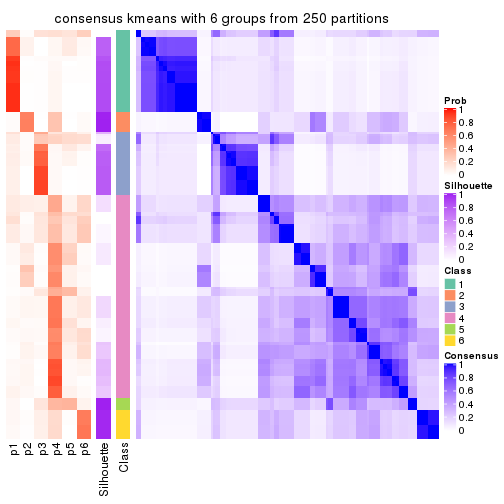 consensus kmeans with 6 groups from 250 partitions
Prob
1
0.8
0.6
0.4
0.2
0
Silhouette
1
0.8
0.6
0.4
0.2
0
Class
1
2
3
4
5
6
Consensus
1
0.8
0.6
0.4
0.2
0
p1
p2
p3
p4
p5
p6
Silhouette
Class